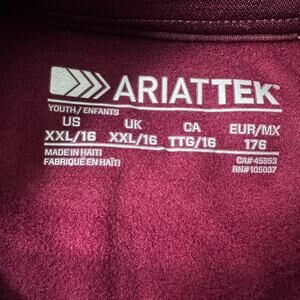 ARIATTEK
YOUTH / ENFANTS
US UK CA EUR/MX
XXL/16 XXL/16 TTG/16 176
MADE IN HAITI
FABRIQUÉ EN HAÏTI
CA# 45953
RN# 105037